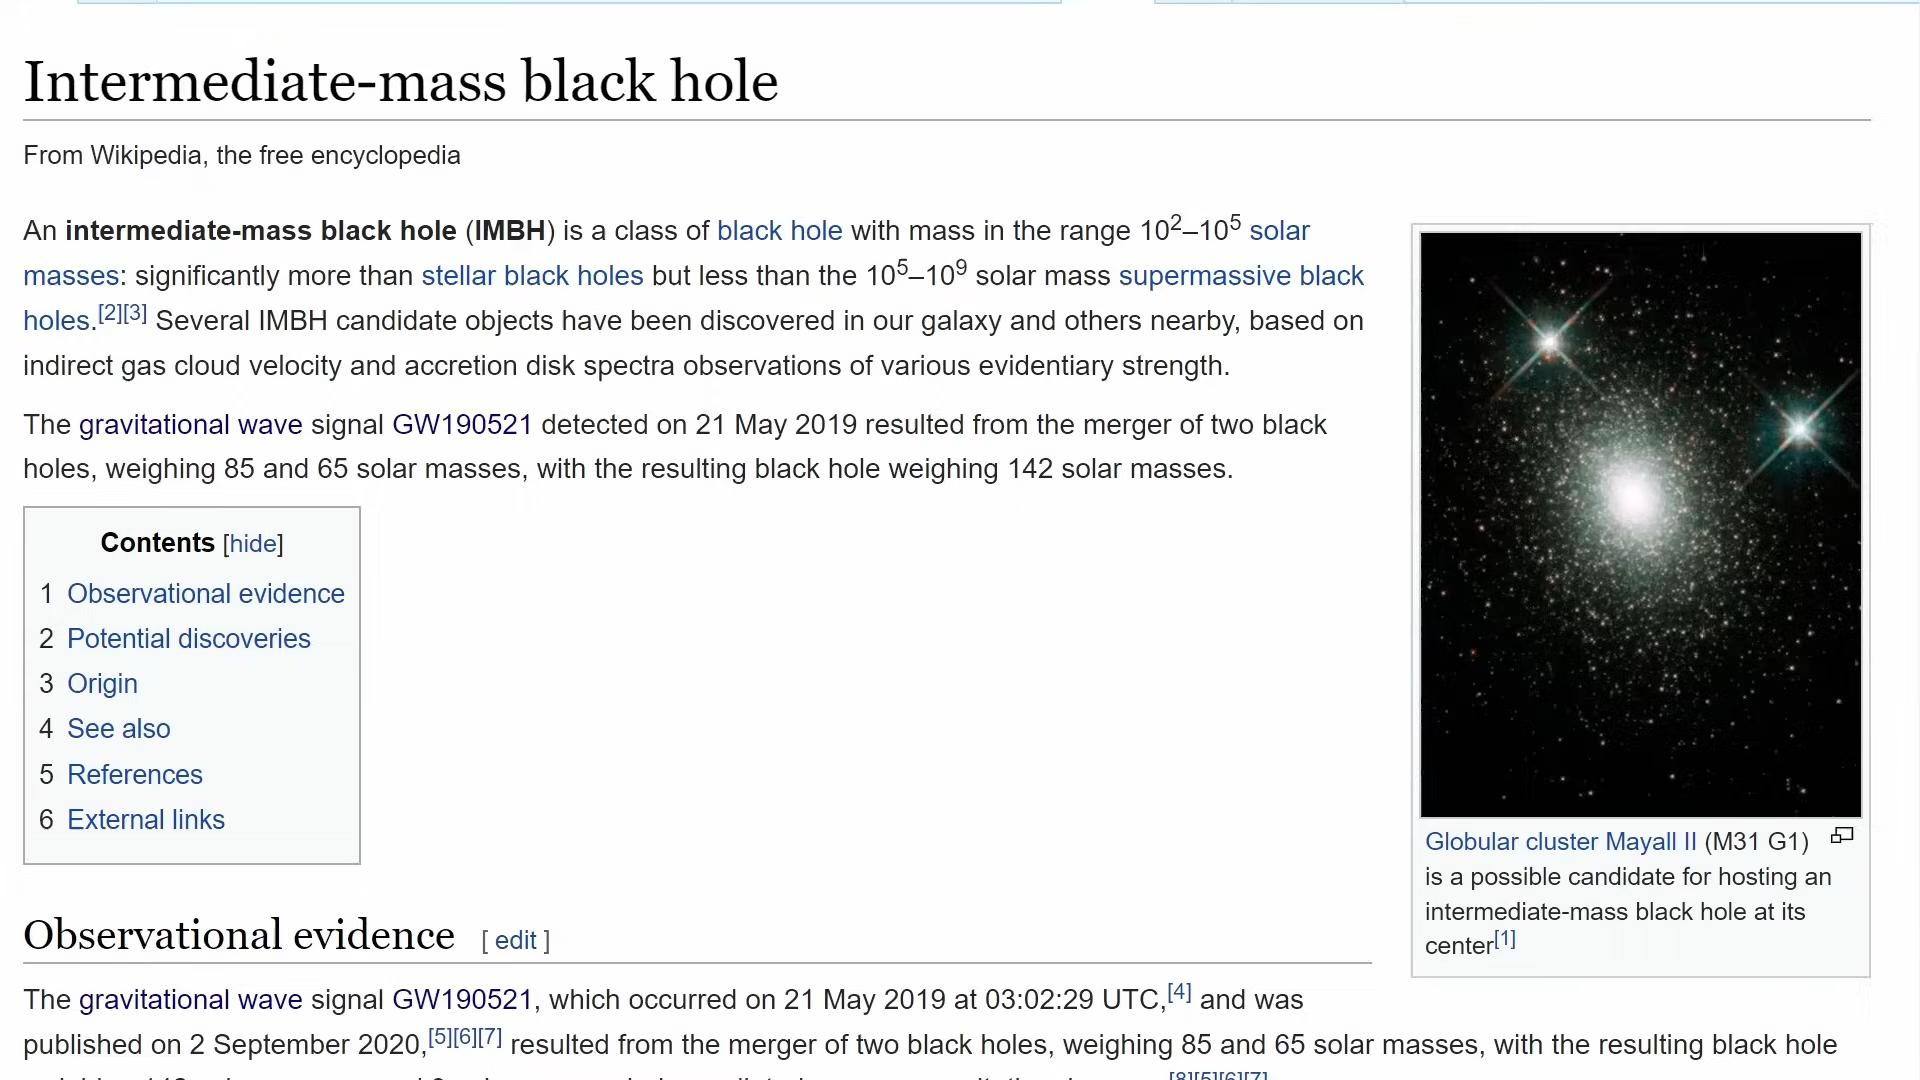 Intermediate-mass black hole
From Wikipedia, the free encyclopedia
An intermediate-mass black hole (IMBH) is a class of black hole with mass in the range 10²–10⁵ solar
masses: significantly more than stellar black holes but less than the 10⁵–10⁹ solar mass supermassive black
holes.[2][3] Several IMBH candidate objects have been discovered in our galaxy and others nearby, based on
indirect gas cloud velocity and accretion disk spectra observations of various evidentiary strength.
The gravitational wave signal GW190521 detected on 21 May 2019 resulted from the merger of two black
holes, weighing 85 and 65 solar masses, with the resulting black hole weighing 142 solar masses.
Globular cluster Mayall II (M31 G1)
is a possible candidate for hosting an
intermediate-mass black hole at its
center[1]
Contents [hide]
1 Observational evidence
2 Potential discoveries
3 Origin
4 See also
5 References
6 External links
Observational evidence [ edit ]
The gravitational wave signal GW190521, which occurred on 21 May 2019 at 03:02:29 UTC,[4] and was
published on 2 September 2020,[5][6][7] resulted from the merger of two black holes, weighing 85 and 65 solar masses, with the resulting black hole
[8][5][6][7]